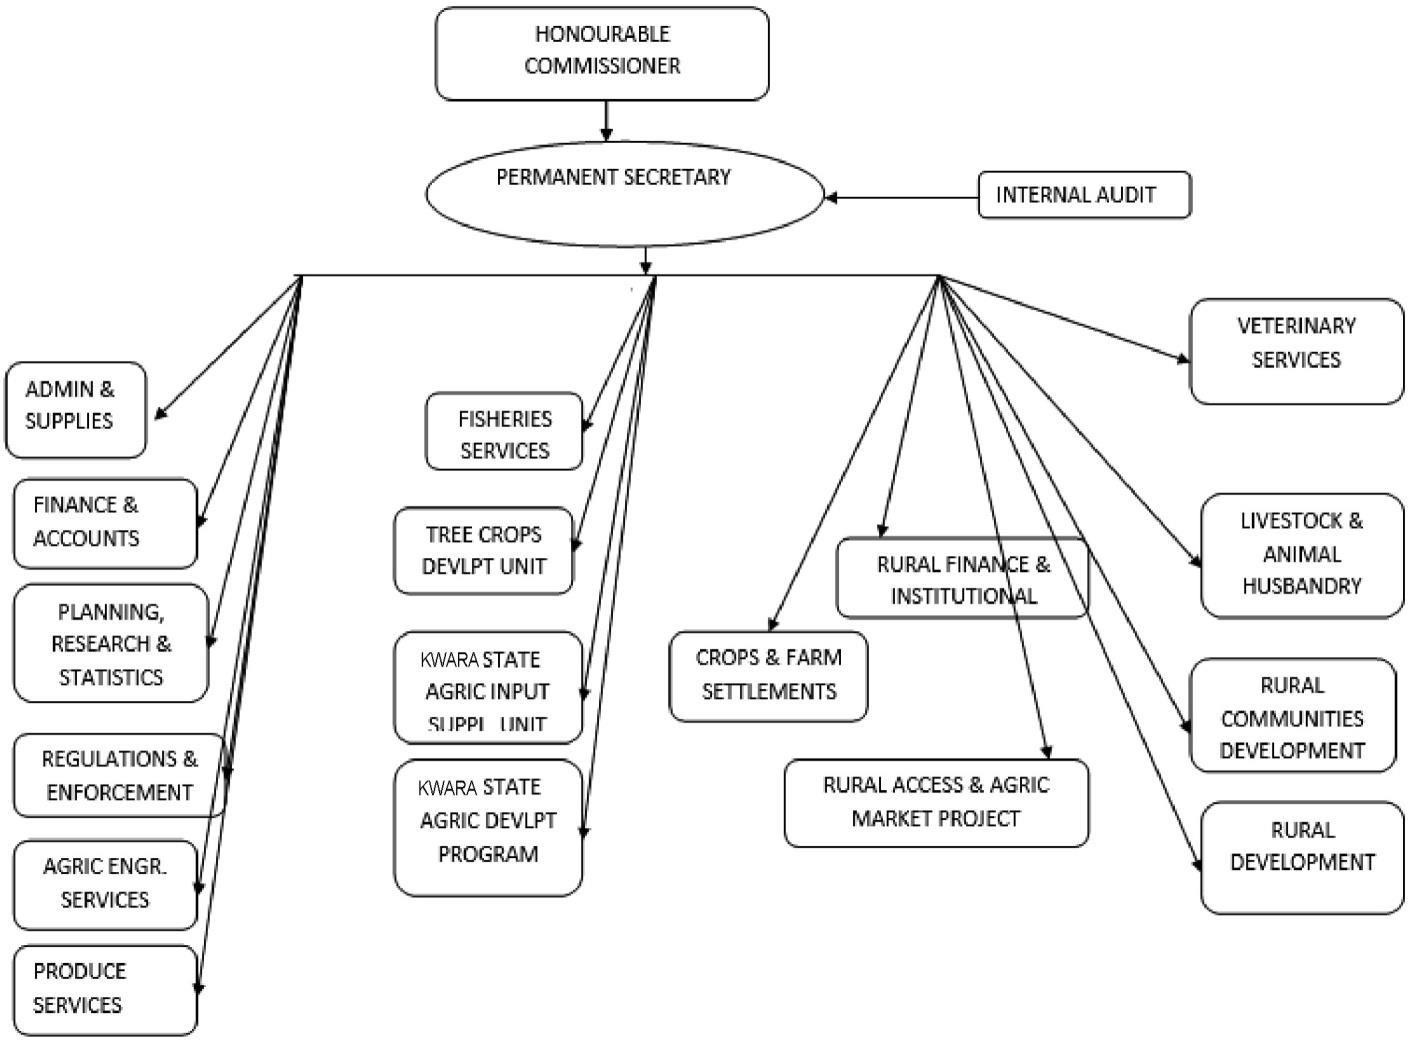 HONOURABLE
COMMISSIONER
PERMANENT SECRETARY
INTERNAL AUDIT
ADMIN &
SUPPLIES
FINANCE &
ACCOUNTS
PLANNING,
RESEARCH &
STATISTICS
REGULATIONS &
ENFORCEMENT
AGRIC ENGR.
SERVICES
PRODUCE
SERVICES
FISHERIES
SERVICES
TREE CROPS
DEVLPT UNIT
KWARA STATE
AGRIC INPUT
SUPPL UNIT
KWARA STATE
AGRIC DEVLPT
PROGRAM
RURAL FINANCE &
INSTITUTIONAL
CROPS & FARM
SETTLEMENTS
RURAL ACCESS & AGRIC
MARKET PROJECT
VETERINARY
SERVICES
LIVESTOCK &
ANIMAL
HUSBANDRY
RURAL
COMMUNITIES
DEVELOPMENT
RURAL
DEVELOPMENT